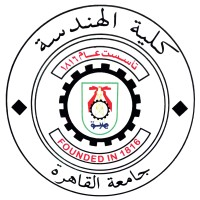 كلية الهندسة
تأسست عام ١٨١٦
FOUNDED IN 1816
جامعة القاهرة